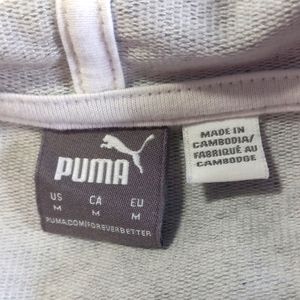 PUMA
US CA EU
M M M
PUMA.COM/FOREVERBETTER
MADE IN
CAMBODIA/
FABRIQUÉ AU
CAMBODGE